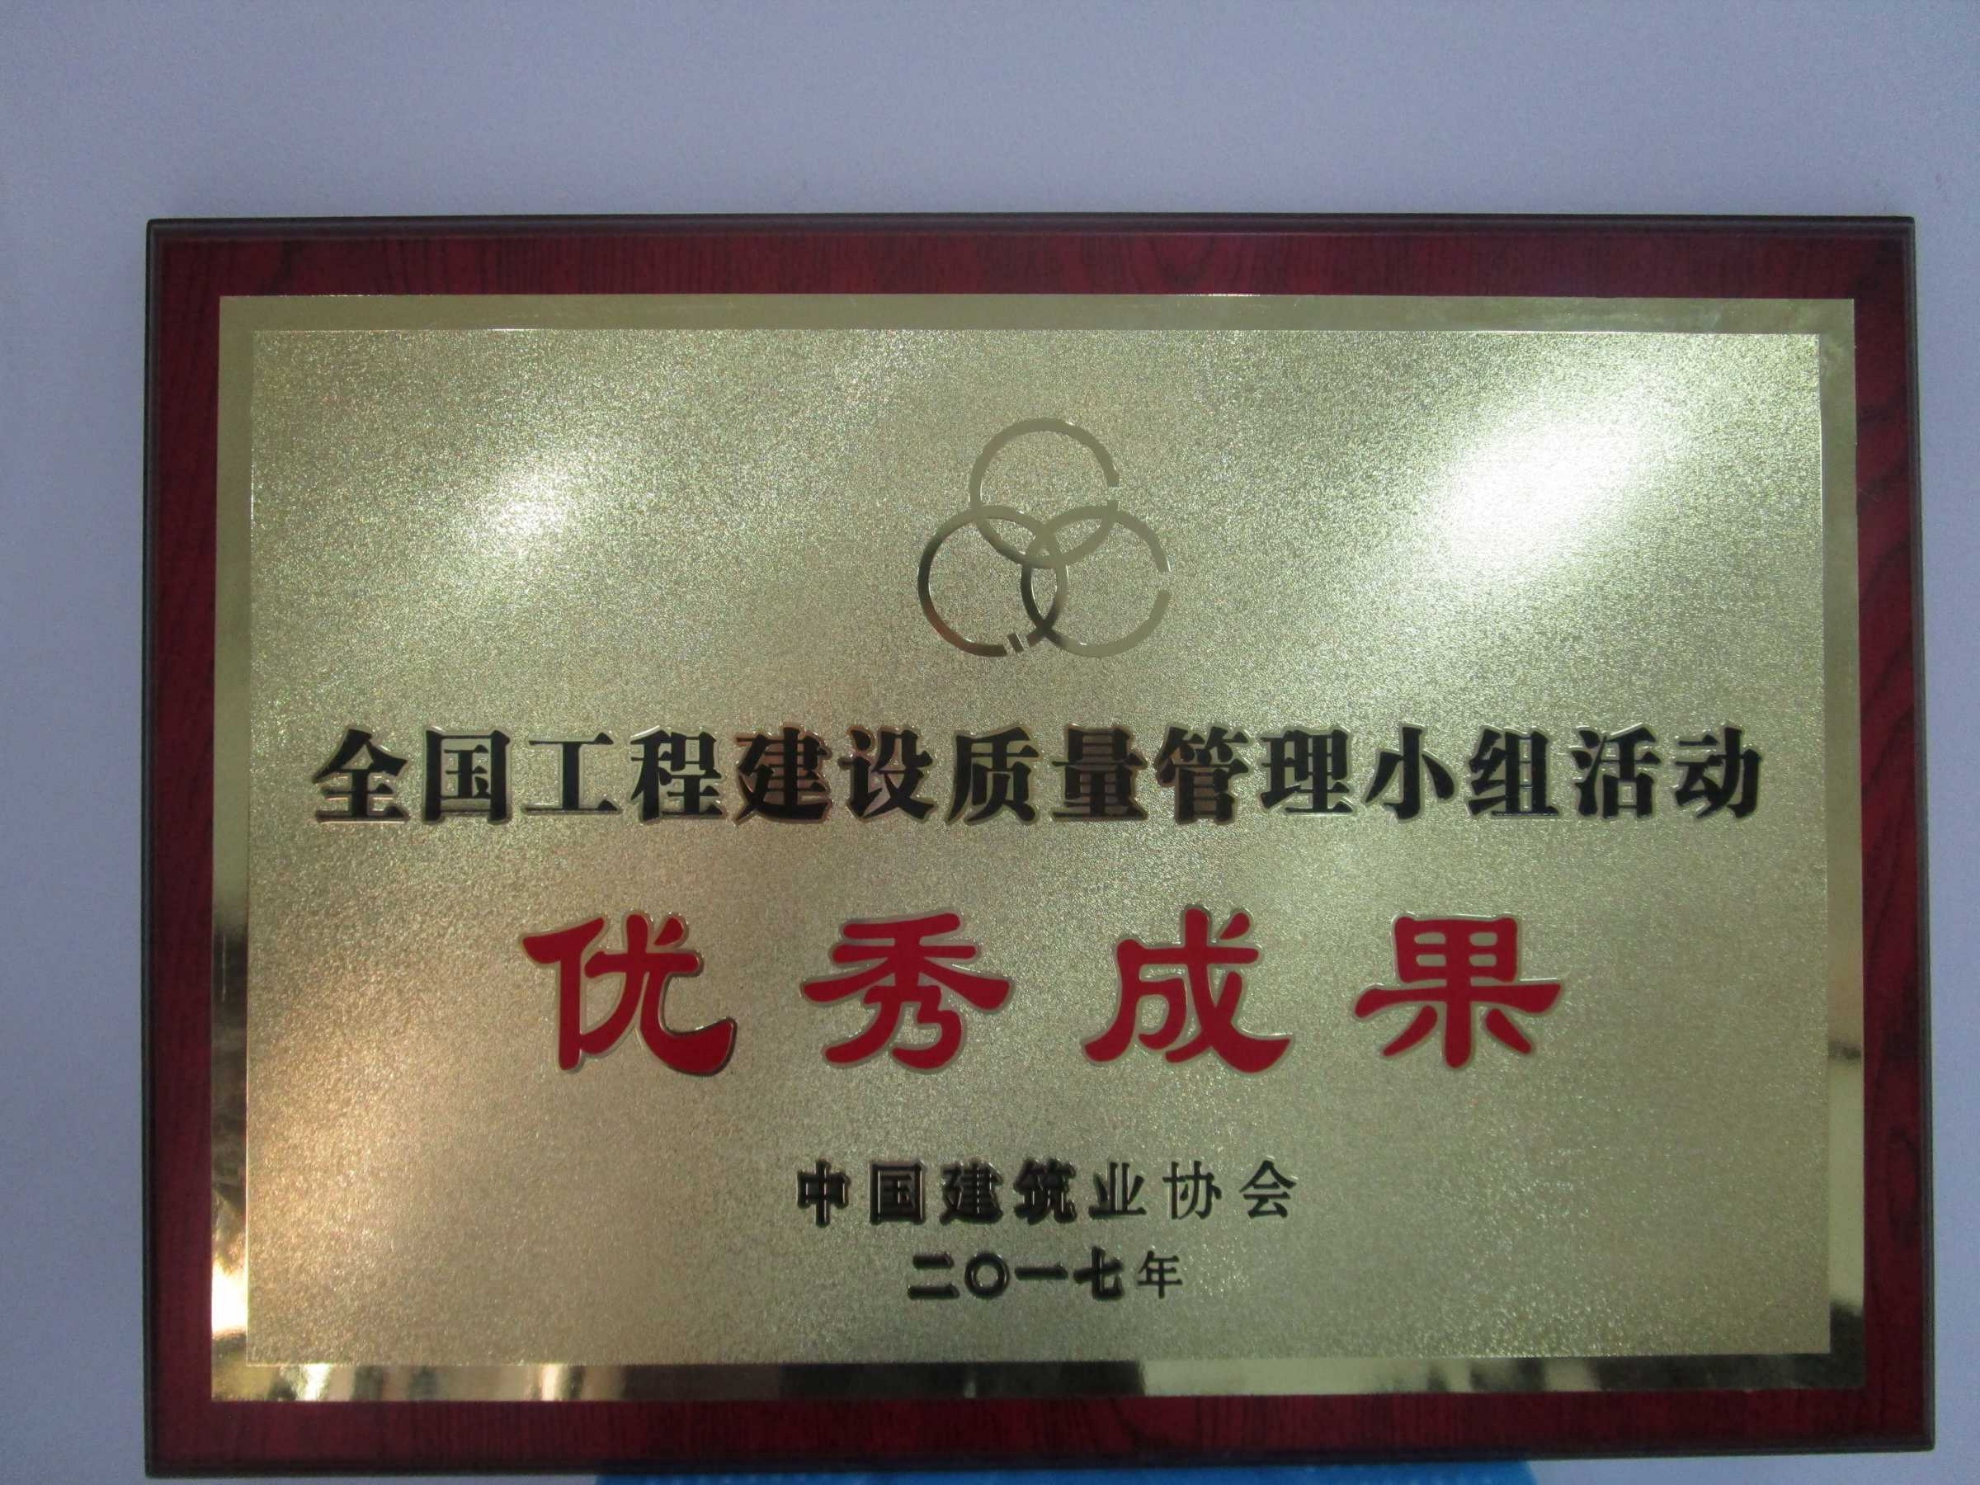 全国工程建设质量管理小组活动
优秀成果
中国建筑业协会
二〇一七年